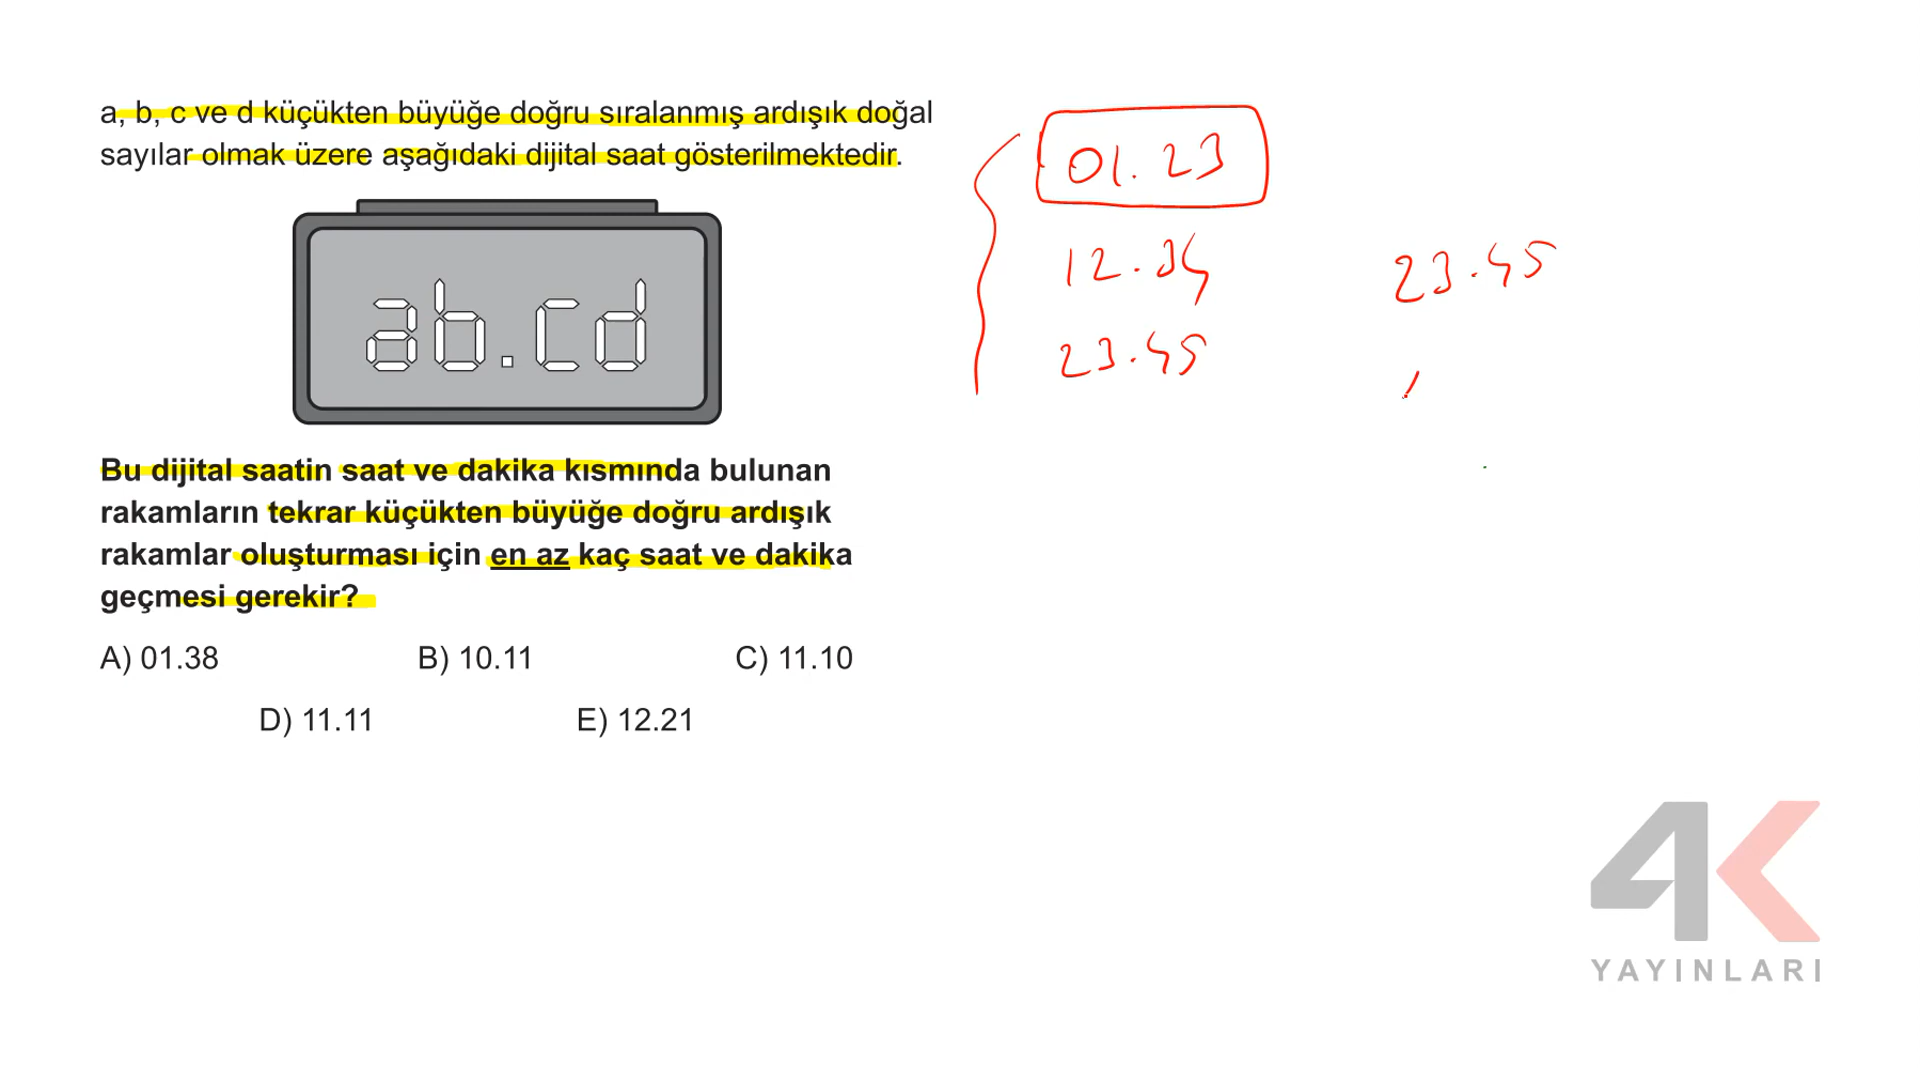 a, b, c ve d küçükten büyüğe doğru sıralanmış ardışık doğal
sayılar olmak üzere aşağıdaki dijital saat gösterilmektedir.
ab.cd
Bu dijital saatin saat ve dakika kısmında bulunan
rakamların tekrar küçükten büyüğe doğru ardışık
rakamlar oluşturması için en az kaç saat ve dakika
geçmesi gerekir?
A) 01.38
B) 10.11
C) 11.10
D) 11.11
E) 12.21
01.23
12.34
23.45
23.45
4K
YAYINLARI